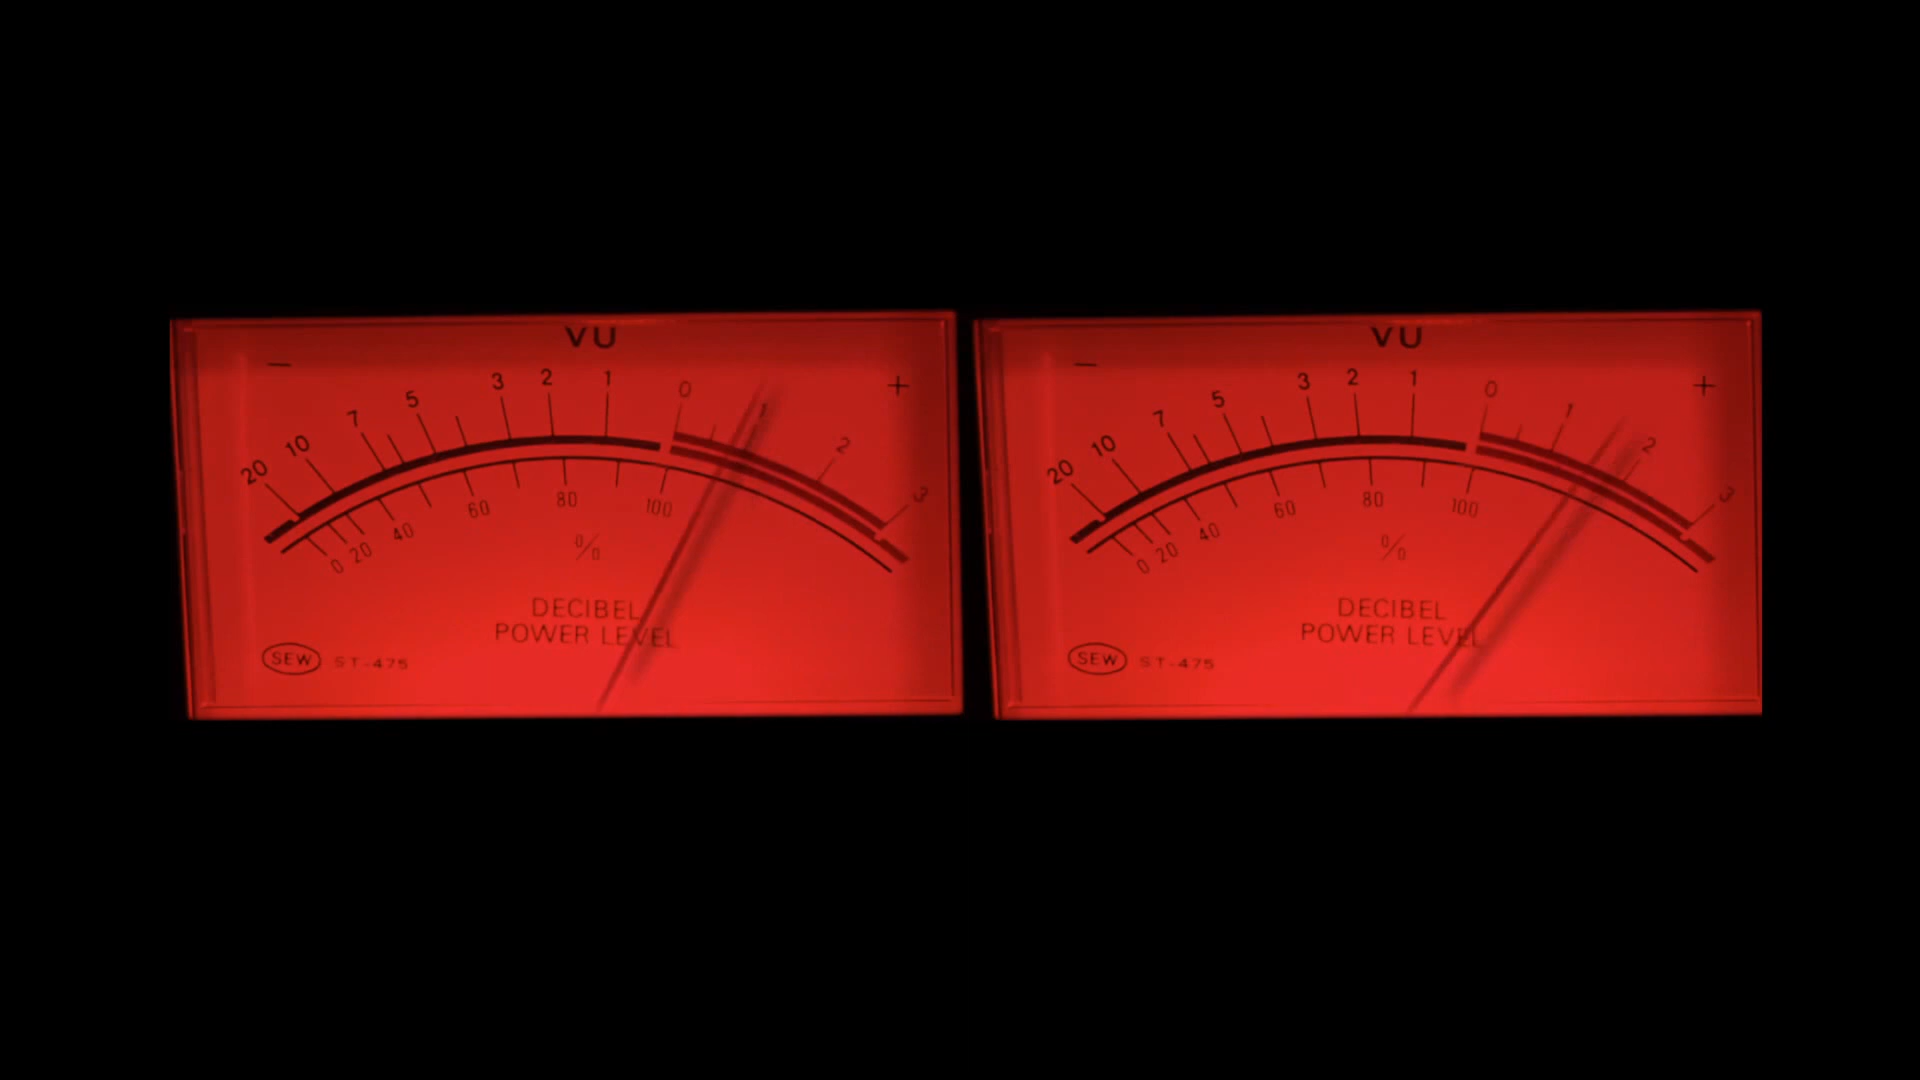 VU
− +
20 10 7 5 3 2 1 0 1 2 3
0 20 40 60 80 100
%
DECIBEL
POWER LEVEL
SEW ST-475
VU
− +
20 10 7 5 3 2 1 0 1 2 3
0 20 40 60 80 100
%
DECIBEL
POWER LEVEL
SEW ST-475